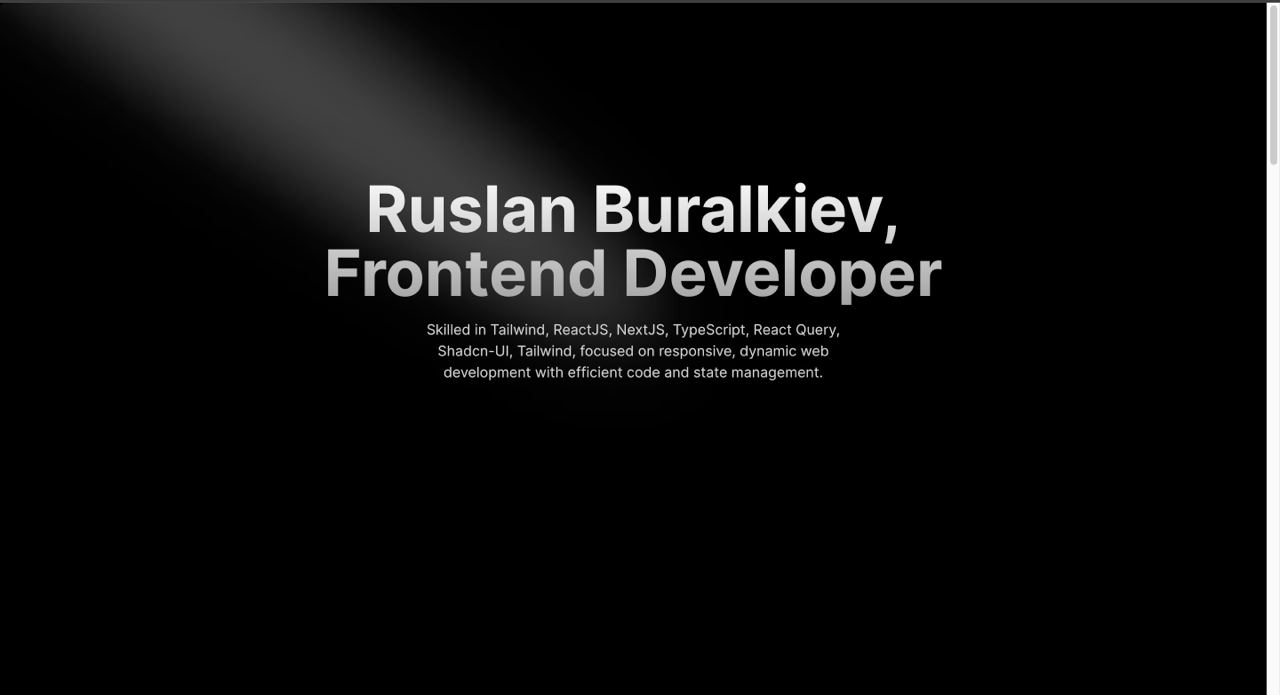 Ruslan Buralkiev,
Frontend Developer
Skilled in Tailwind, ReactJS, NextJS, TypeScript, React Query,
Shadcn-UI, Tailwind, focused on responsive, dynamic web
development with efficient code and state management.